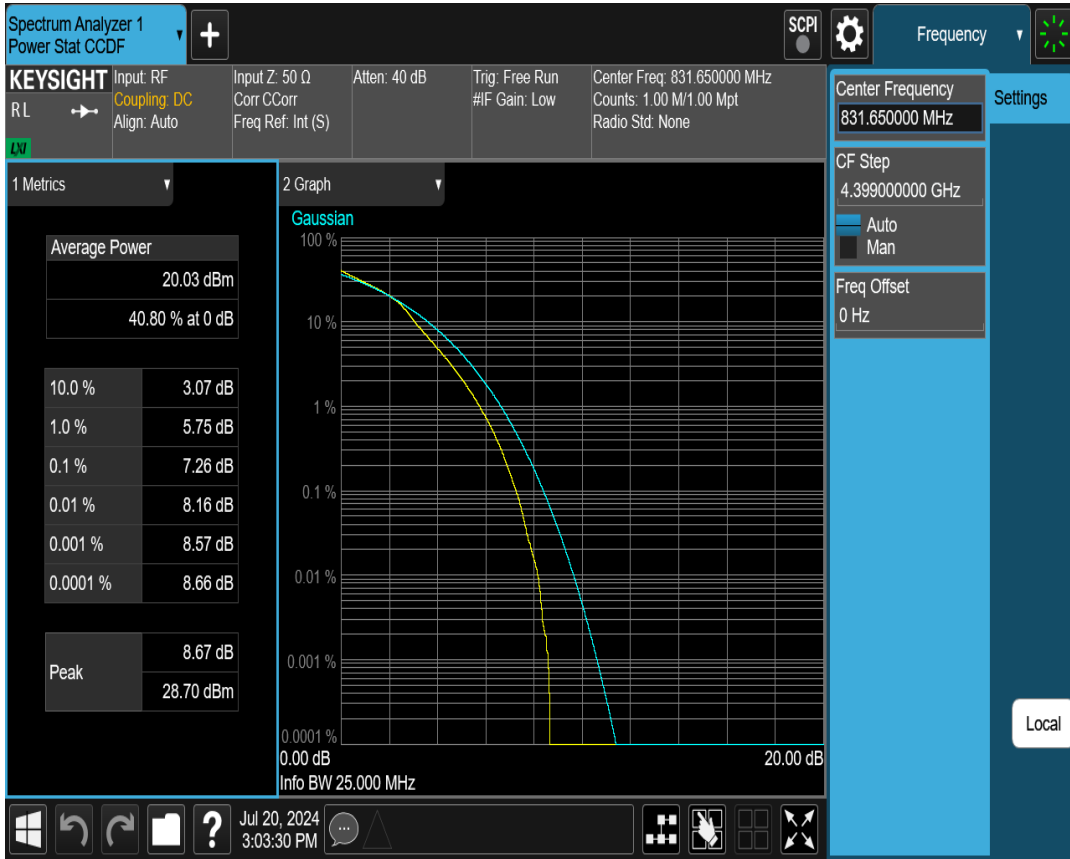 Spectrum Analyzer 1
Power Stat CCDF
SCPI
Frequency
KEYSIGHT
RL
LXI
Input: RF
Coupling: DC
Align: Auto
Input Z: 50 Ω
Corr CCorr
Freq Ref: Int (S)
Atten: 40 dB
Trig: Free Run
#IF Gain: Low
Center Freq: 831.650000 MHz
Counts: 1.00 M/1.00 Mpt
Radio Std: None
Center Frequency
831.650000 MHz
Settings
CF Step
4.399000000 GHz
Auto
Man
Freq Offset
0 Hz
Local
1 Metrics
Average Power
20.03 dBm
40.80 % at 0 dB
10.0 % 3.07 dB
1.0 % 5.75 dB
0.1 % 7.26 dB
0.01 % 8.16 dB
0.001 % 8.57 dB
0.0001 % 8.66 dB
Peak
8.67 dB
28.70 dBm
2 Graph
Gaussian
100 %
10 %
1 %
0.1 %
0.01 %
0.001 %
0.0001 %
0.00 dB 20.00 dB
Info BW 25.000 MHz
?
Jul 20, 2024
3:03:30 PM